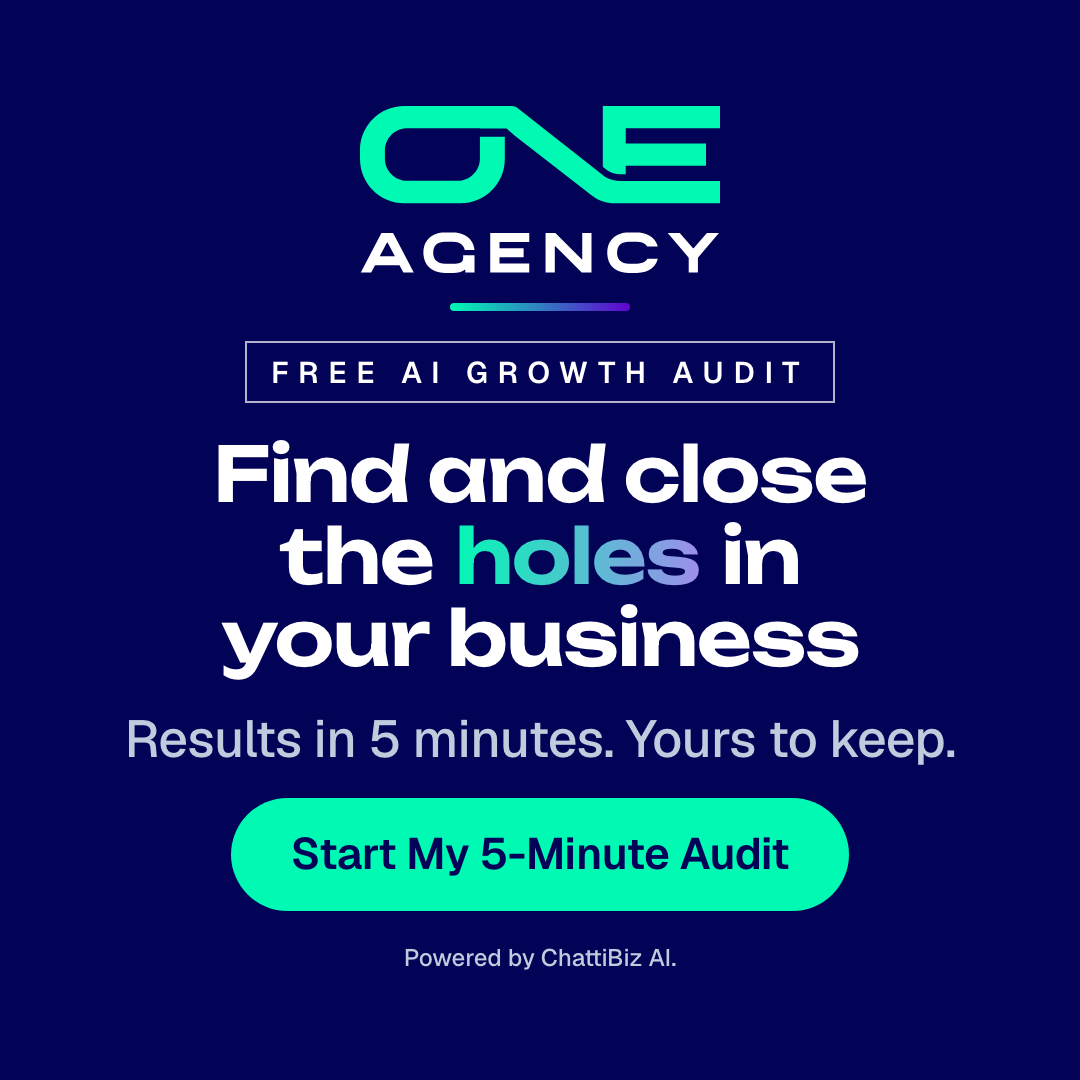 ONE
AGENCY
FREE AI GROWTH AUDIT
Find and close
the holes in
your business
Results in 5 minutes. Yours to keep.
Start My 5-Minute Audit
Powered by ChattiBiz AI.